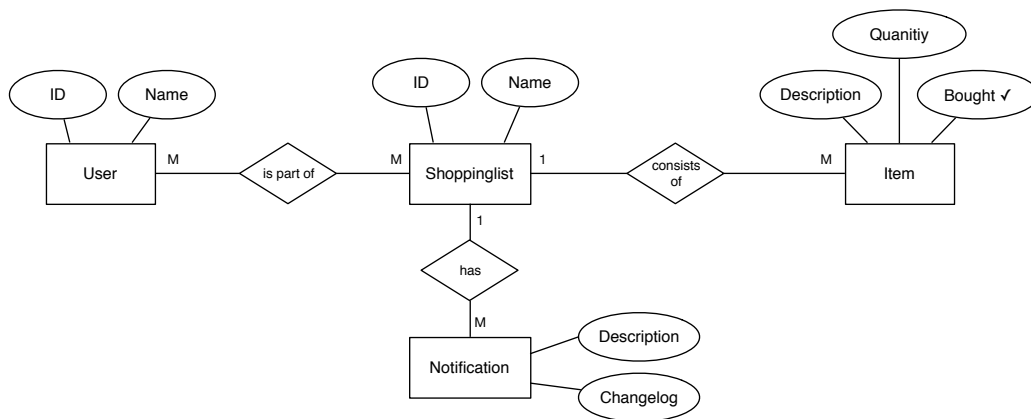 Quanitiy
ID
Name
ID
Name
Description
Bought ✓
User
M
is part of
M
Shoppinglist
1
consists
of
M
Item
1
has
M
Notification
Description
Changelog